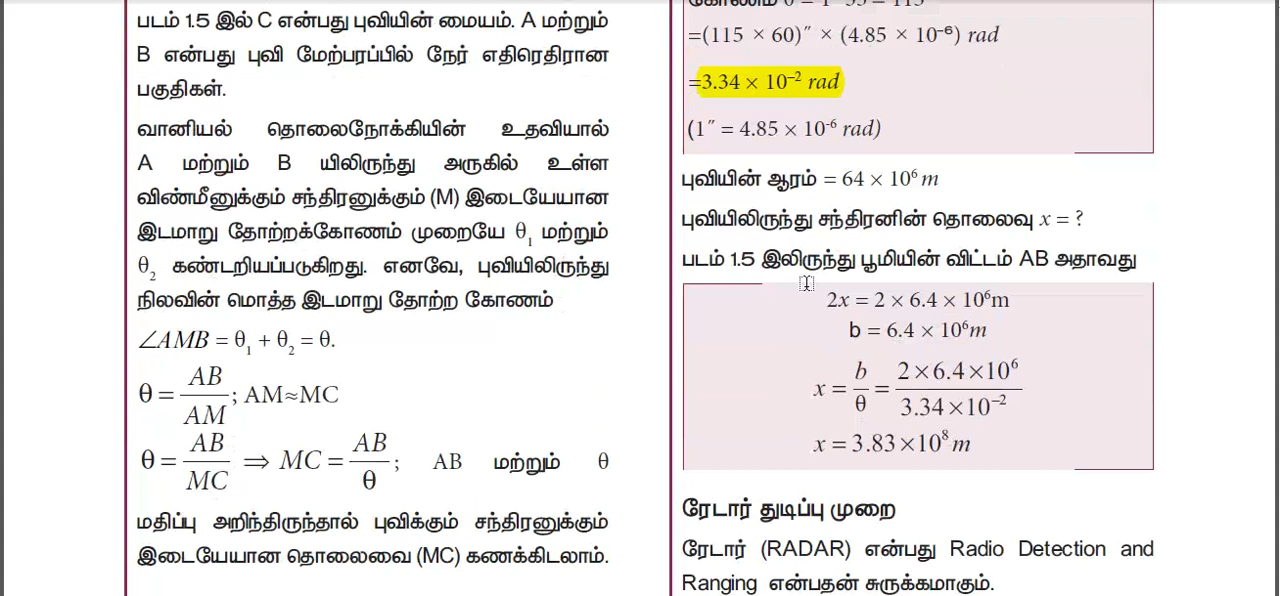 படம் 1.5 இல் C என்பது புவியின் மையம். A மற்றும்
B என்பது புவி மேற்பரப்பில் நேர் எதிரெதிரான
பகுதிகள்.
வானியல் தொலைநோக்கியின் உதவியால்
A மற்றும் B யிலிருந்து அருகில் உள்ள
விண்மீனுக்கும் சந்திரனுக்கும் (M) இடையேயான
இடமாறு தோற்றக்கோணம் முறையே θ₁ மற்றும்
θ₂ கண்டறியப்படுகிறது. எனவே, புவியிலிருந்து
நிலவின் மொத்த இடமாறு தோற்ற கோணம்
∠AMB = θ₁ + θ₂ = θ.
θ = AB/AM ; AM≈MC
θ = AB/MC ⇒ MC = AB/θ ; AB மற்றும் θ
மதிப்பு அறிந்திருந்தால் புவிக்கும் சந்திரனுக்கும்
இடையேயான தொலைவை (MC) கணக்கிடலாம்.
=(115 × 60)″ × (4.85 × 10⁻⁶) rad
=3.34 × 10⁻² rad
(1″ = 4.85 × 10⁻⁶ rad)
புவியின் ஆரம் = 64 × 10⁶ m
புவியிலிருந்து சந்திரனின் தொலைவு x = ?
படம் 1.5 இலிருந்து பூமியின் விட்டம் AB அதாவது
2x = 2 × 6.4 × 10⁶m
b = 6.4 × 10⁶m
x = b/θ = 2×6.4×10⁶/3.34×10⁻²
x = 3.83×10⁸ m
ரேடார் துடிப்பு முறை
ரேடார் (RADAR) என்பது Radio Detection and
Ranging என்பதன் சுருக்கமாகும்.